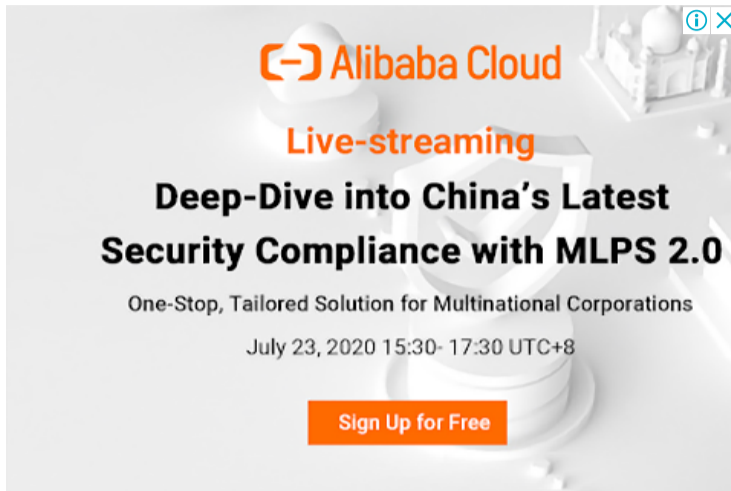 Alibaba Cloud
Live-streaming
Deep-Dive into China’s Latest
Security Compliance with MLPS 2.0
One-Stop, Tailored Solution for Multinational Corporations
July 23, 2020 15:30- 17:30 UTC+8
Sign Up for Free